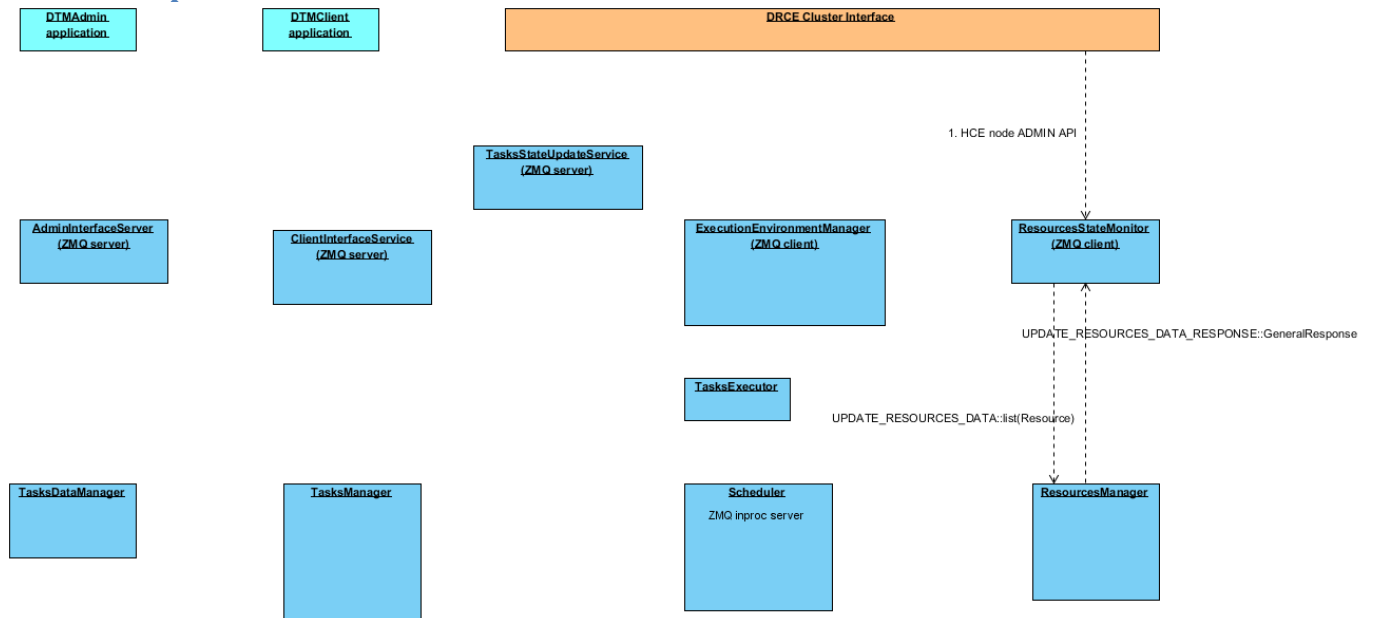 DTMAdmin
application
DTMClient
application
DRCE Cluster Interface
1. HCE node ADMIN API
TasksStateUpdateService
(ZMQ server)
AdminInterfaceServer
(ZMQ server)
ClientInterfaceService
(ZMQ server)
ExecutionEnvironmentManager
(ZMQ client)
ResourcesStateMonitor
(ZMQ client)
UPDATE_RESOURCES_DATA_RESPONSE::GeneralResponse
TasksExecutor
UPDATE_RESOURCES_DATA::list(Resource)
TasksDataManager
TasksManager
Scheduler
ZMQ inproc server
ResourcesManager